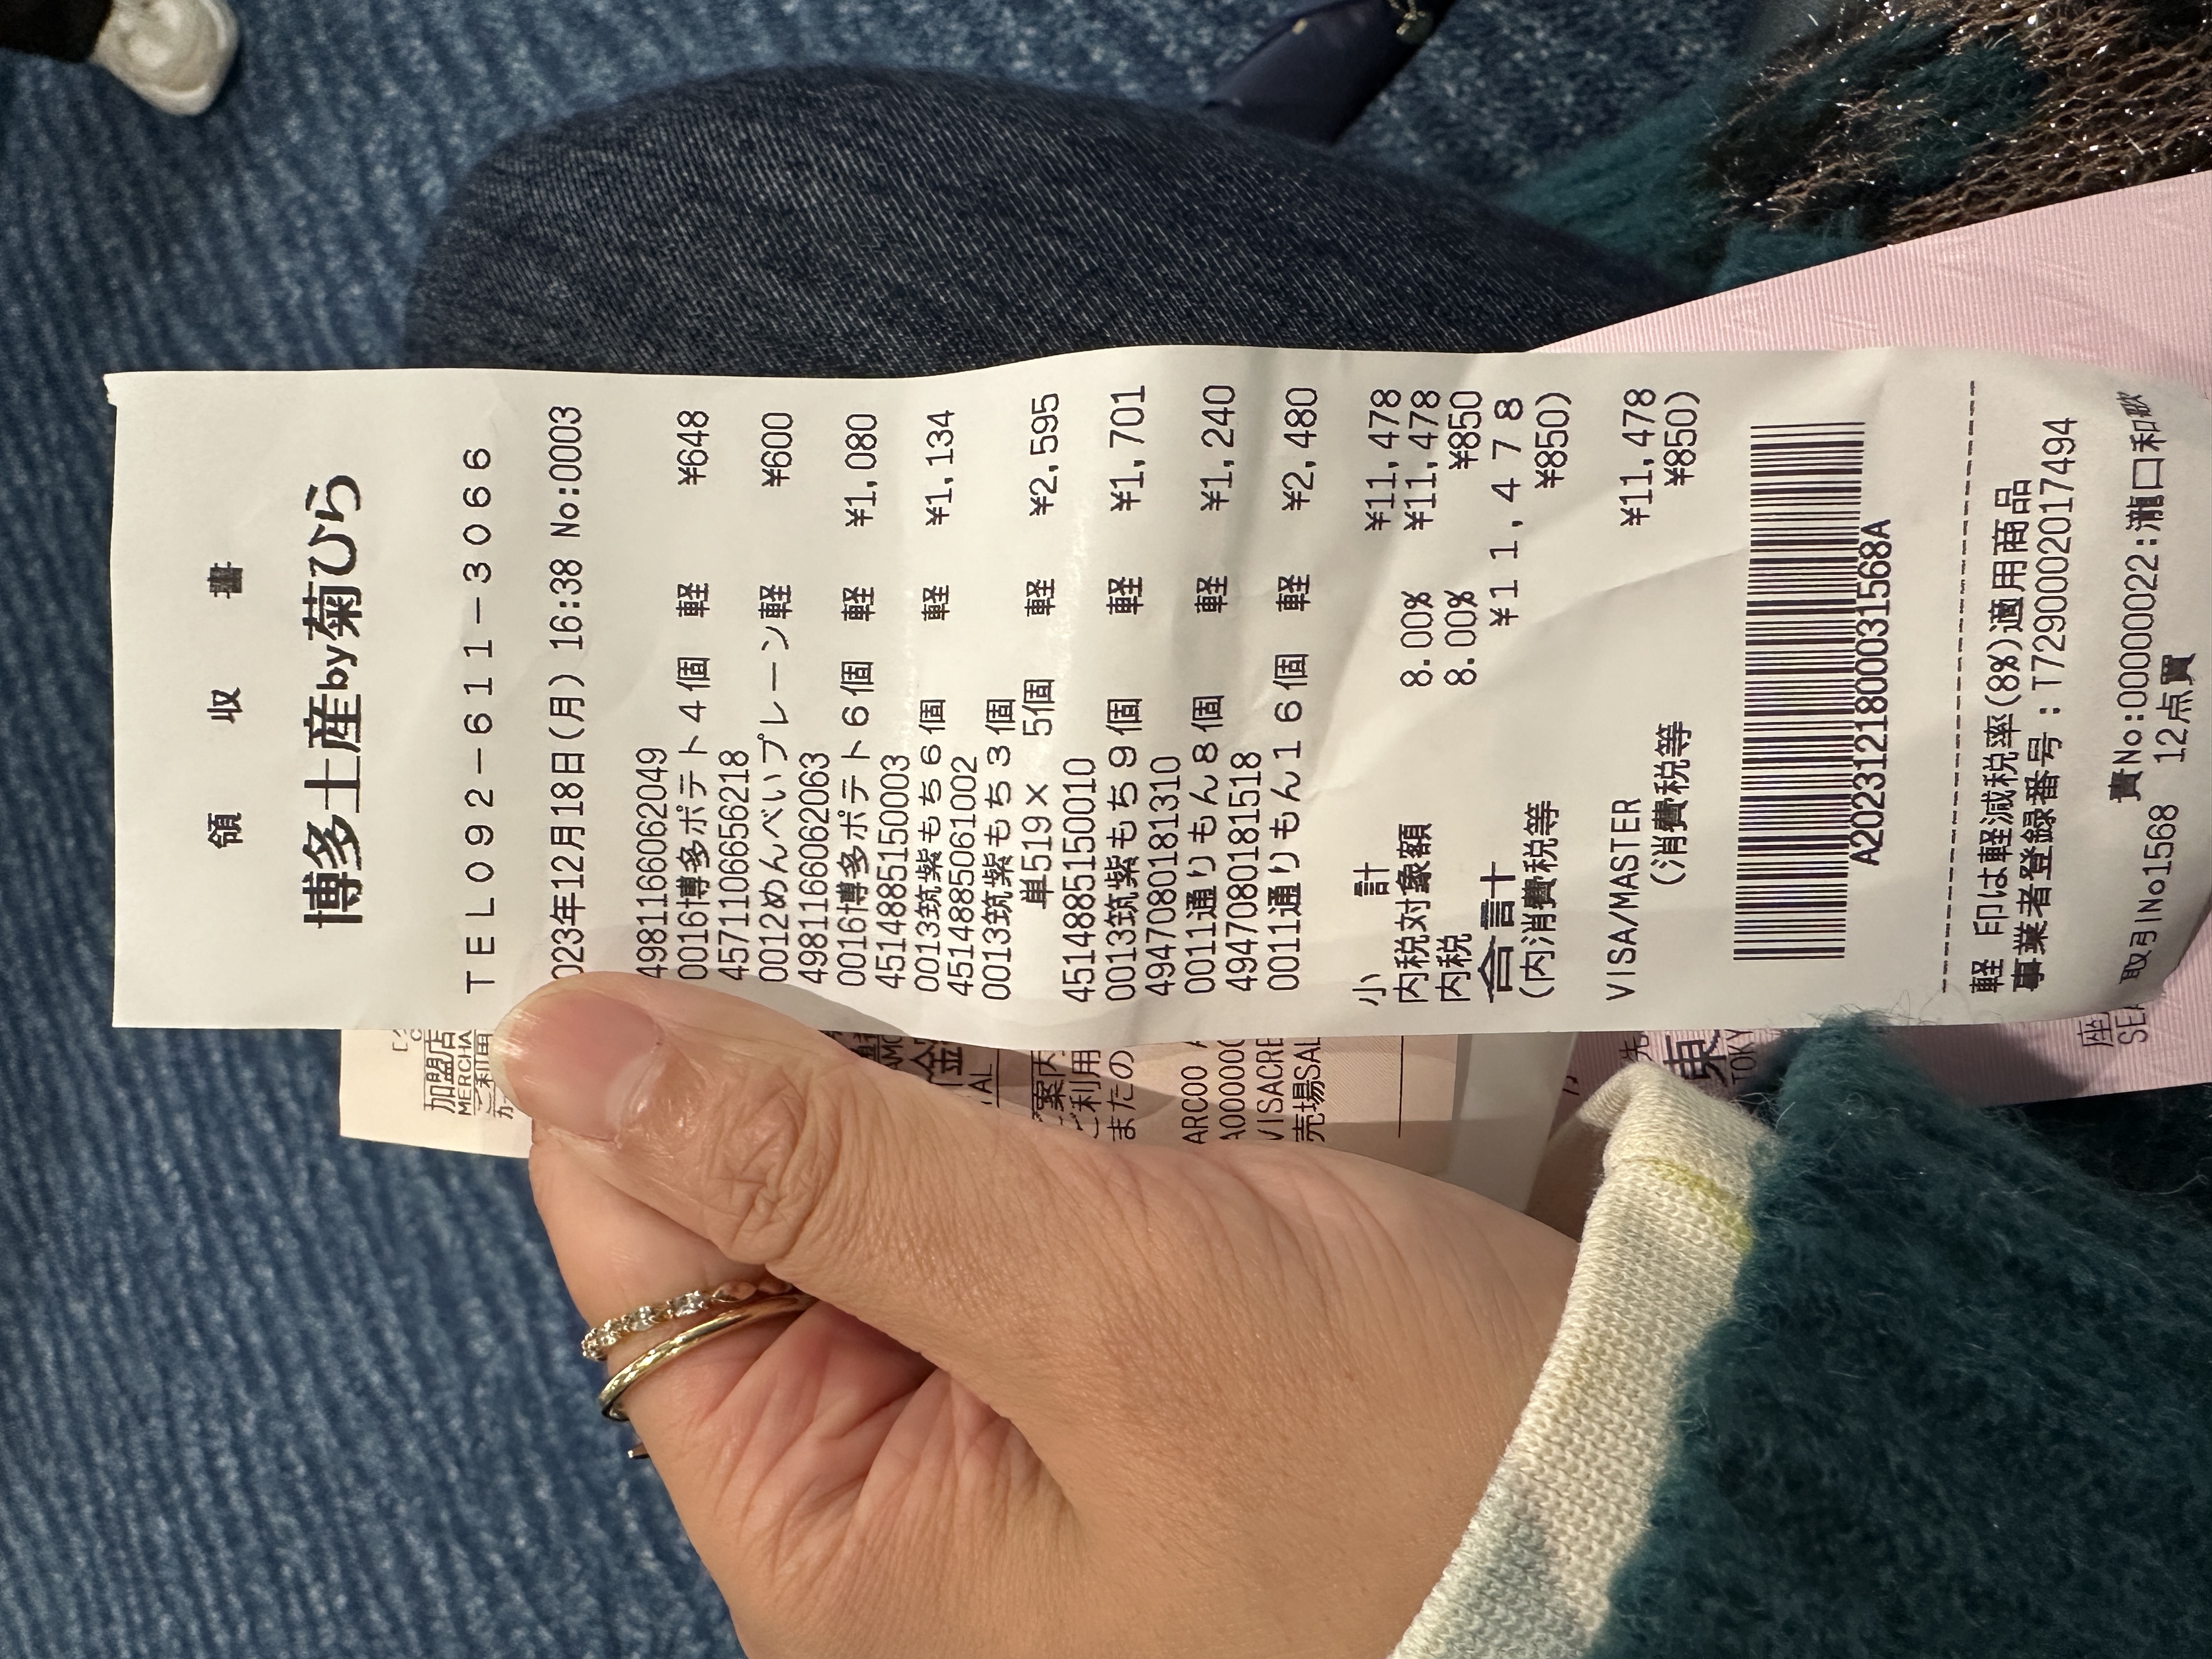 領 収 書
博多土産by菊ひら
TEL092-611-3066
023年12月18日(月) 16:38 No:0003
4981166062049
0016博多ポテト4個 軽 ¥648
4571106656218
0012めんべいプレーン軽 ¥600
4981166062063
0016博多ポテト6個 軽 ¥1,080
4514885150003
0013筑紫もち6個 軽 ¥1,134
4514885061002
0013筑紫もち3個
単519× 5個 軽 ¥2,595
4514885150010
0013筑紫もち9個 軽 ¥1,701
4947080181310
0011通りもん8個 軽 ¥1,240
4947080181518
0011通りもん16個 軽 ¥2,480
小 計 ¥11,478
内税対象額 8.00% ¥11,478
内税 8.00% ¥850
合計 ¥11,478
(内消費税等 ¥850)
VISA/MASTER ¥11,478
(消費税等 ¥850)
A2023121800031568A
軽 印は軽減税率(8%)適用商品
事業者登録番号:T7290002017494
責No:00000022:瀧口和歌
取引No1568 12点買
加盟店
MERCHA
ご利用
ご案内
ご利用
またの
ARC00
A000000
VISACRE
売場SAL
先
東
TOKY
座
SEA